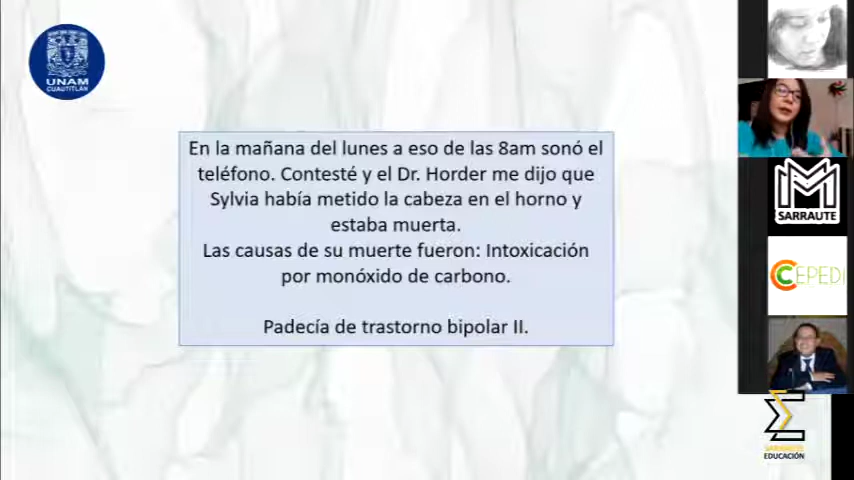 UNAM
CUAUTITLÁN
En la mañana del lunes a eso de las 8am sonó el
teléfono. Contesté y el Dr. Horder me dijo que
Sylvia había metido la cabeza en el horno y
estaba muerta.
Las causas de su muerte fueron: Intoxicación
por monóxido de carbono.
Padecía de trastorno bipolar II.
SARRAUTE
CEPEDI
SARRAUTE
EDUCACIÓN